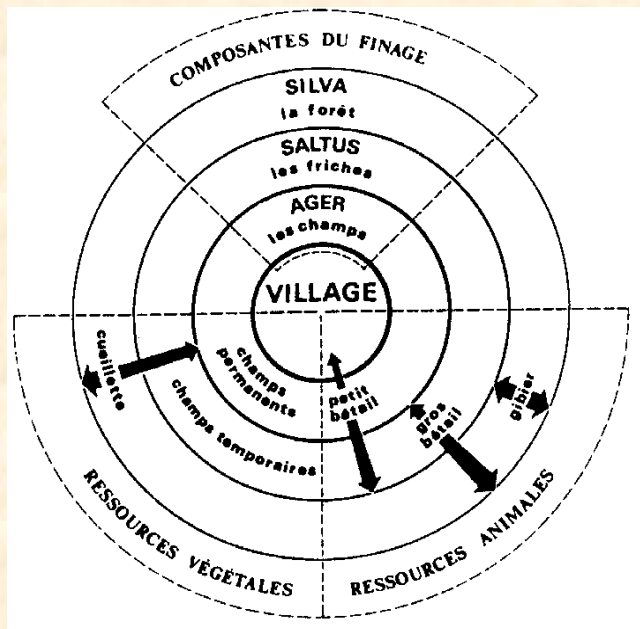 COMPOSANTES DU FINAGE
SILVA
la forêt
SALTUS
les friches
AGER
les champs
VILLAGE
cueillette
champs
permanents
champs temporaires
petit
bétail
gros
bétail
gibier
RESSOURCES VÉGÉTALES
RESSOURCES ANIMALES